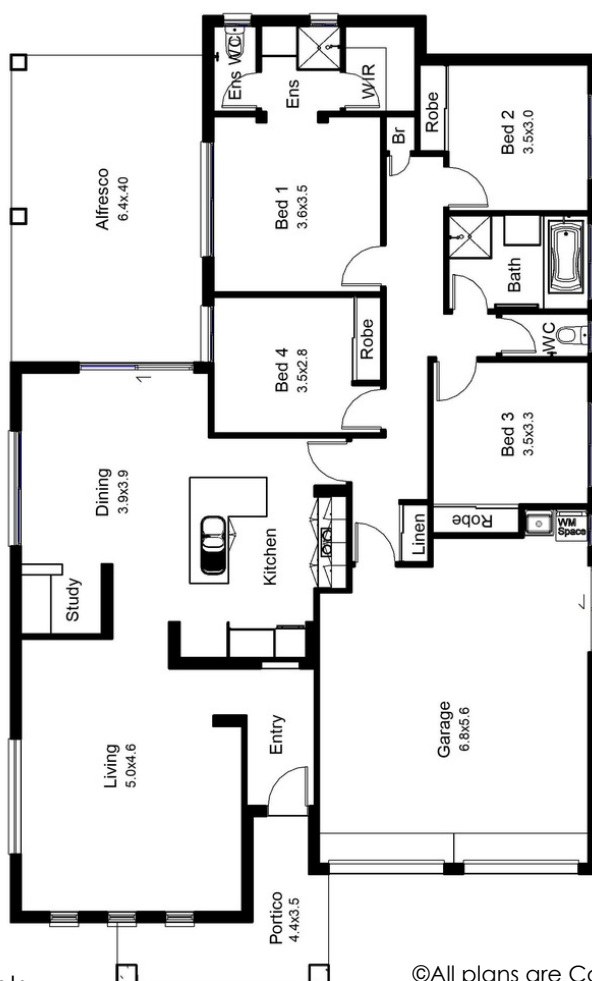 Ens WC
Ens
WIR
Robe
Bed 2
3.5x3.0
Br
Alfresco
6.4x.40
Bed 1
3.6x3.5
Bath
WC
Bed 4
3.5x2.8
Robe
Bed 3
3.5x3.3
Dining
3.9x3.9
Robe
WM
Space
Linen
Kitchen
Study
Entry
Garage
6.8x5.6
Living
5.0x4.6
Portico
4.4x3.5
©All plans are Co